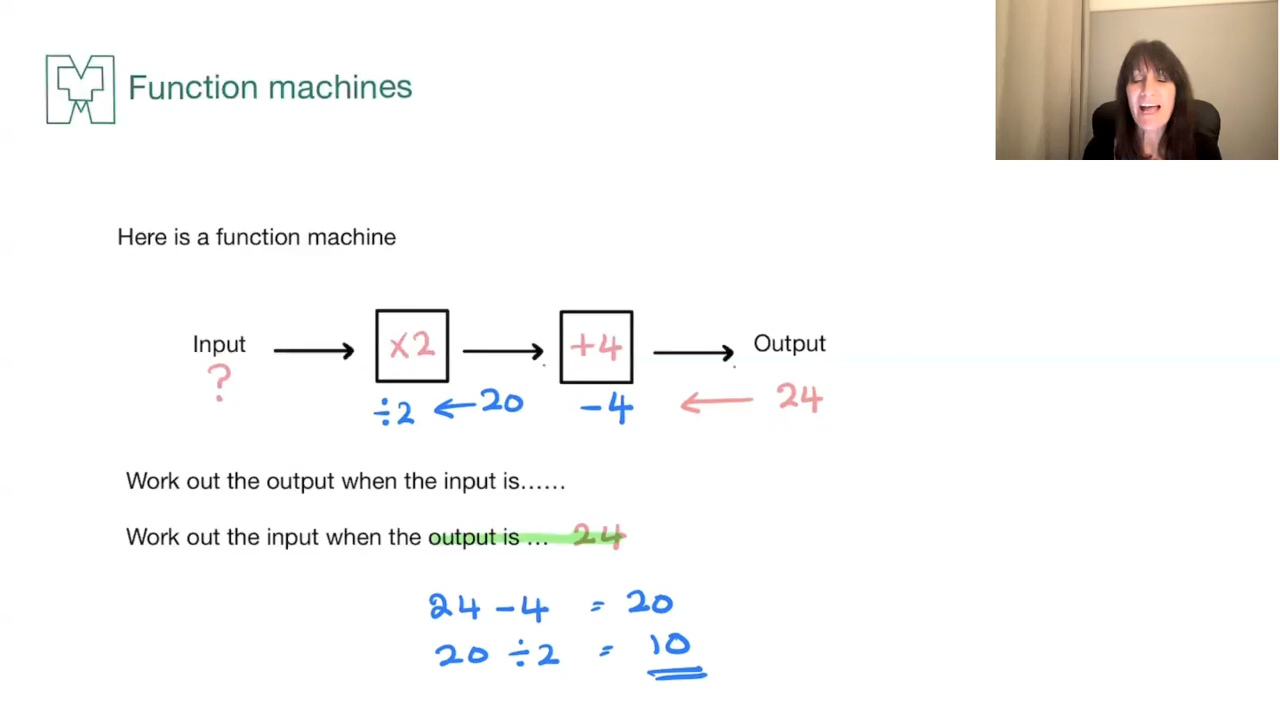 Function machines
Here is a function machine
Input ×2 +4 Output
? ÷2 20 -4 24
Work out the output when the input is......
Work out the input when the output is ... 24
24 - 4 = 20
20 ÷2 = 10